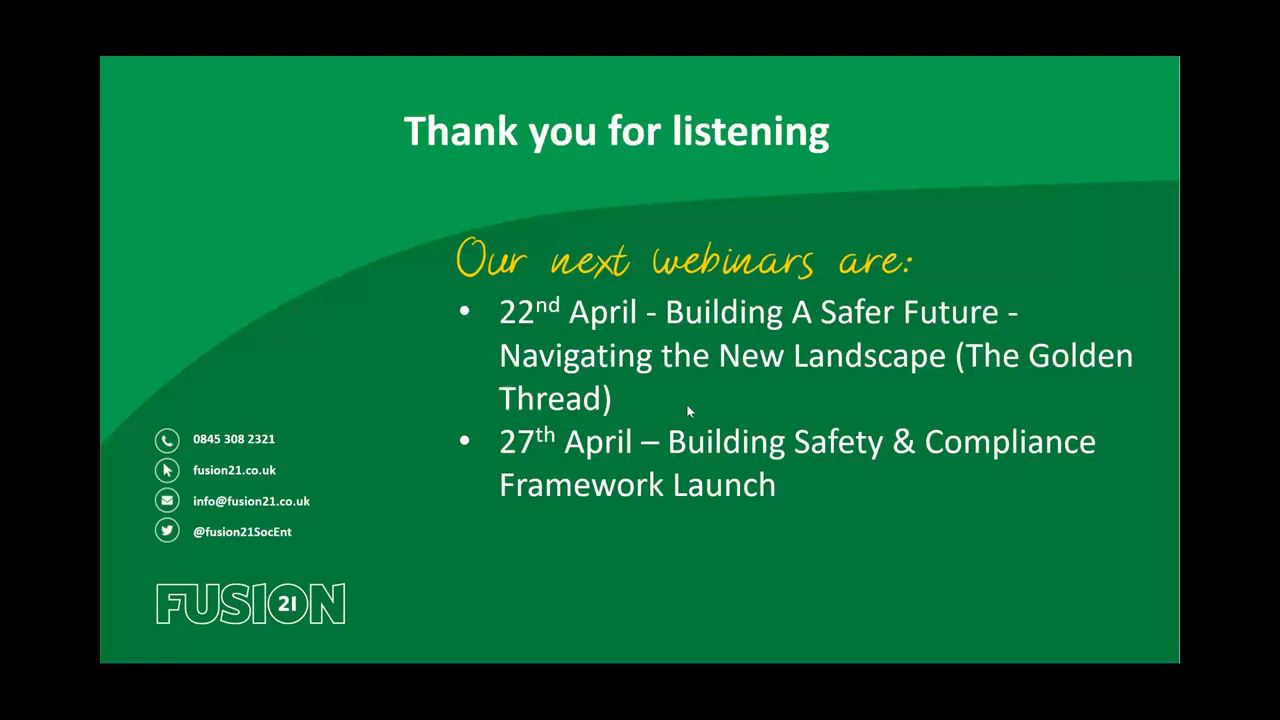 Thank you for listening
Our next webinars are:
• 22nd April - Building A Safer Future -
Navigating the New Landscape (The Golden
Thread)
• 27th April – Building Safety & Compliance
Framework Launch
0845 308 2321
fusion21.co.uk
info@fusion21.co.uk
@fusion21SocEnt
FUSION 21